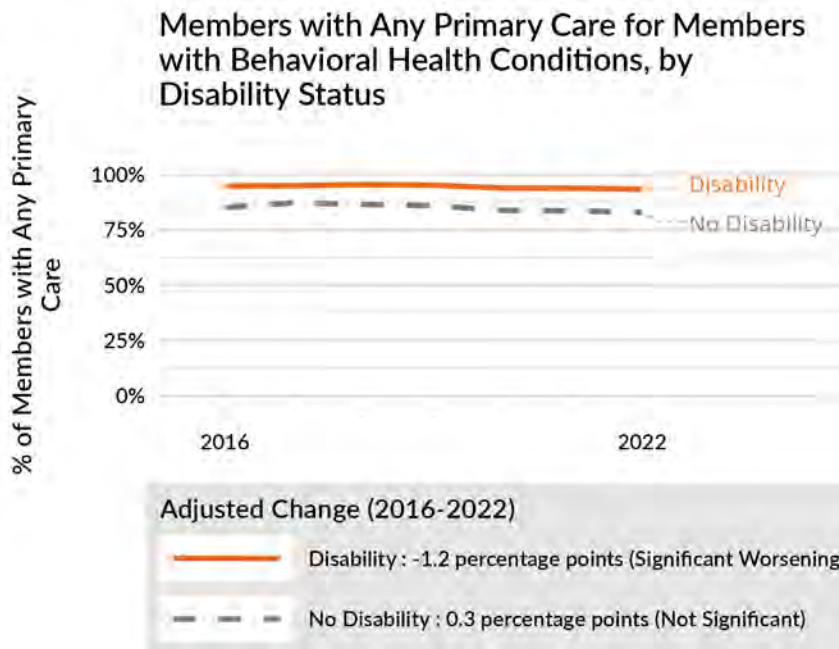 Members with Any Primary Care for Members
with Behavioral Health Conditions, by
Disability Status
% of Members with Any Primary
Care
100%
75%
50%
25%
0%
Disability
No Disability
2016
2022
Adjusted Change (2016-2022)
Disability : -1.2 percentage points (Significant Worsening
No Disability : 0.3 percentage points (Not Significant)